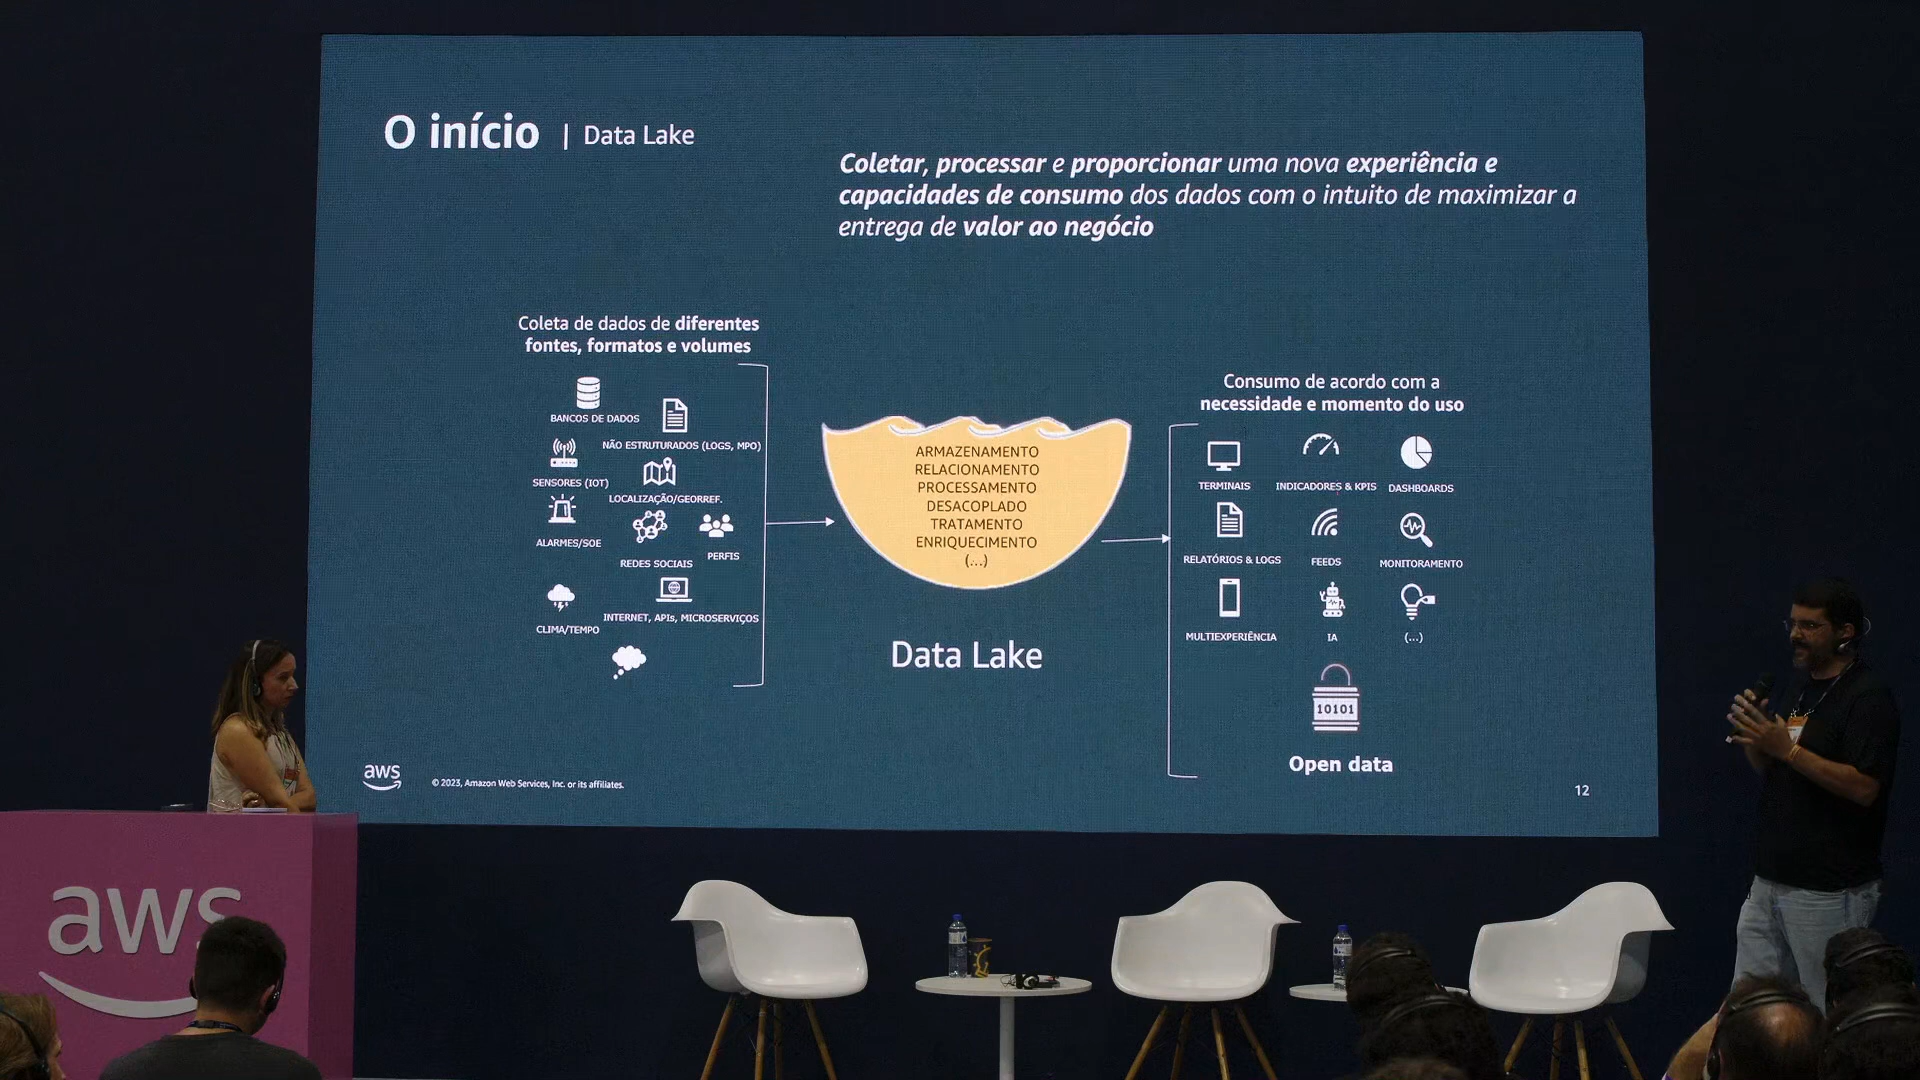 O início | Data Lake
Coletar, processar e proporcionar uma nova experiência e
capacidades de consumo dos dados com o intuito de maximizar a
entrega de valor ao negócio
Coleta de dados de diferentes
fontes, formatos e volumes
BANCOS DE DADOS
NÃO ESTRUTURADOS (LOGS, MPO)
SENSORES (IOT)
LOCALIZAÇÃO/GEORREF.
ALARMES/SOE
REDES SOCIAIS
PERFIS
CLIMA/TEMPO
INTERNET, APIs, MICROSERVIÇOS
ARMAZENAMENTO
RELACIONAMENTO
PROCESSAMENTO
DESACOPLADO
TRATAMENTO
ENRIQUECIMENTO
(...)
Data Lake
Consumo de acordo com a
necessidade e momento do uso
TERMINAIS
INDICADORES & KPIS
DASHBOARDS
RELATÓRIOS & LOGS
FEEDS
MONITORAMENTO
MULTIEXPERIÊNCIA
IA
(...)
10101
Open data
aws
© 2023, Amazon Web Services, Inc. or its affiliates.
12
aws